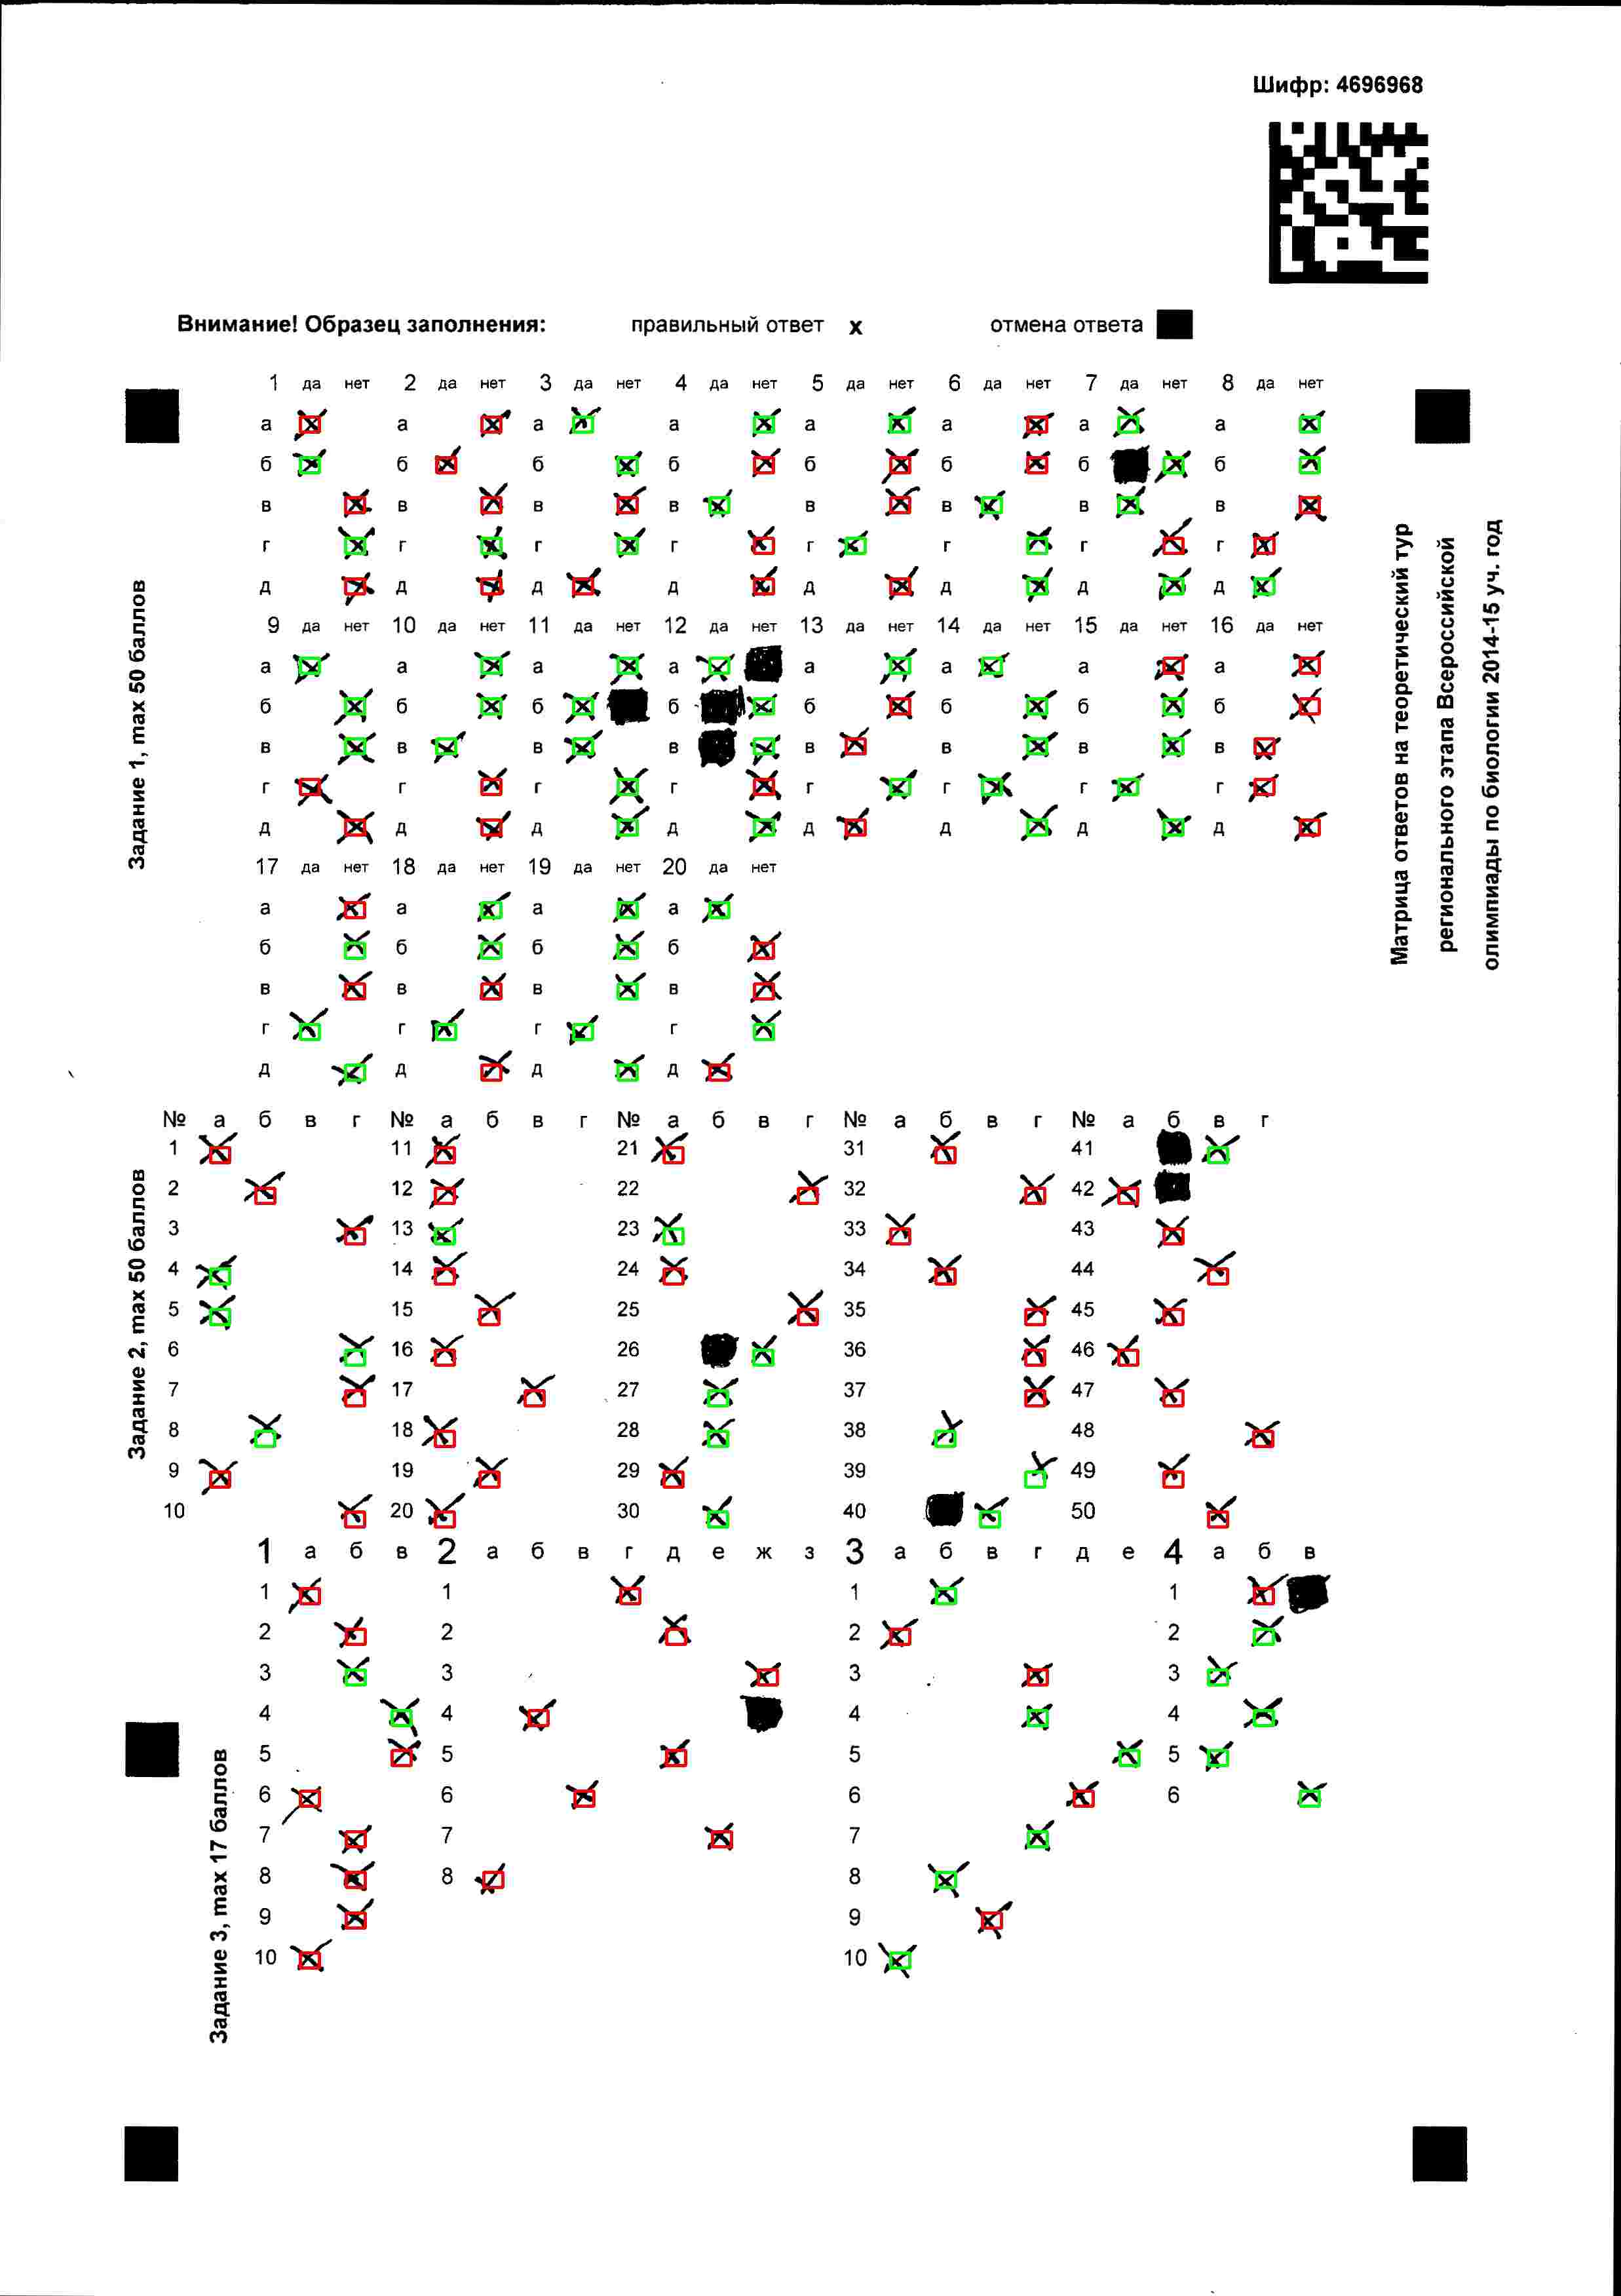 Шифр: 4696968
Внимание! Образец заполнения: правильный ответ х отмена ответа
Задание 1, max 50 баллов
1 да нет 2 да нет 3 да нет 4 да нет 5 да нет 6 да нет 7 да нет 8 да нет
а а а а а а а а
б б б б б б б б
в в в в в в в в
г г г г г г г г
д д д д д д д д
9 да нет 10 да нет 11 да нет 12 да нет 13 да нет 14 да нет 15 да нет 16 да нет
а а а а а а а а
б б б б б б б б
в в в в в в в в
г г г г г г г г
д д д д д д д д
17 да нет 18 да нет 19 да нет 20 да нет
а а а а
б б б б
в в в в
г г г г
д д д д
Матрица ответов на теоретический тур
регионального этапа Всероссийской
олимпиады по биологии 2014-15 уч. год
Задание 2, max 50 баллов
№ а б в г № а б в г № а б в г № а б в г № а б в г
1 11 21 31 41
2 12 22 32 42
3 13 23 33 43
4 14 24 34 44
5 15 25 35 45
6 16 26 36 46
7 17 27 37 47
8 18 28 38 48
9 19 29 39 49
10 20 30 40 50
Задание 3, max 17 баллов
1 а б в 2 а б в г д е ж з 3 а б в г д е 4 а б в
1 1 1 1
2 2 2 2
3 3 3 3
4 4 4 4
5 5 5 5
6 6 6 6
7 7 7
8 8 8
9 9
10 10